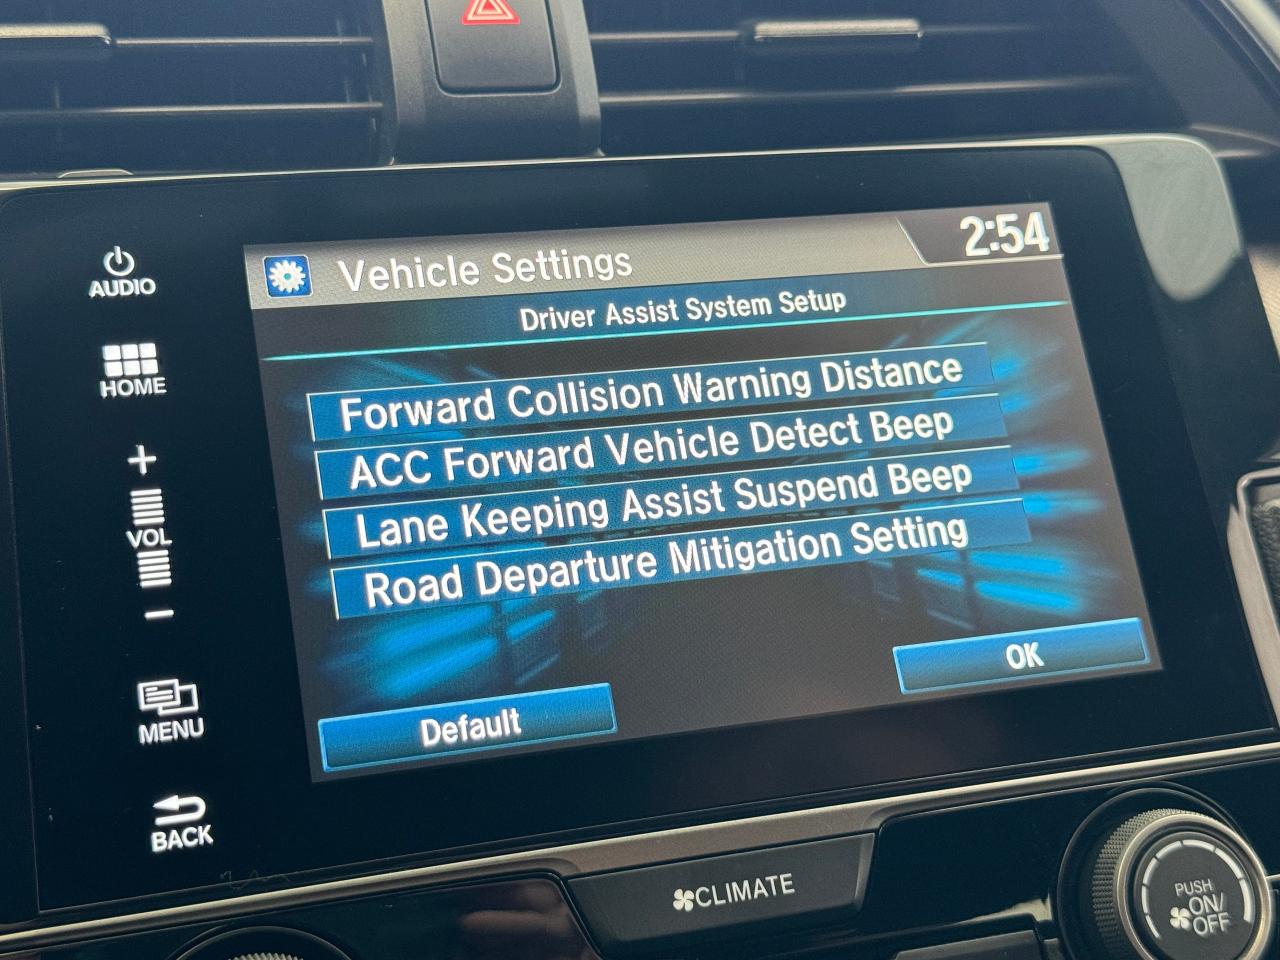 Vehicle Settings
2:54
Driver Assist System Setup
Forward Collision Warning Distance
ACC Forward Vehicle Detect Beep
Lane Keeping Assist Suspend Beep
Road Departure Mitigation Setting
Default
OK
AUDIO
HOME
+
VOL
−
MENU
BACK
CLIMATE
PUSH
ON/
OFF